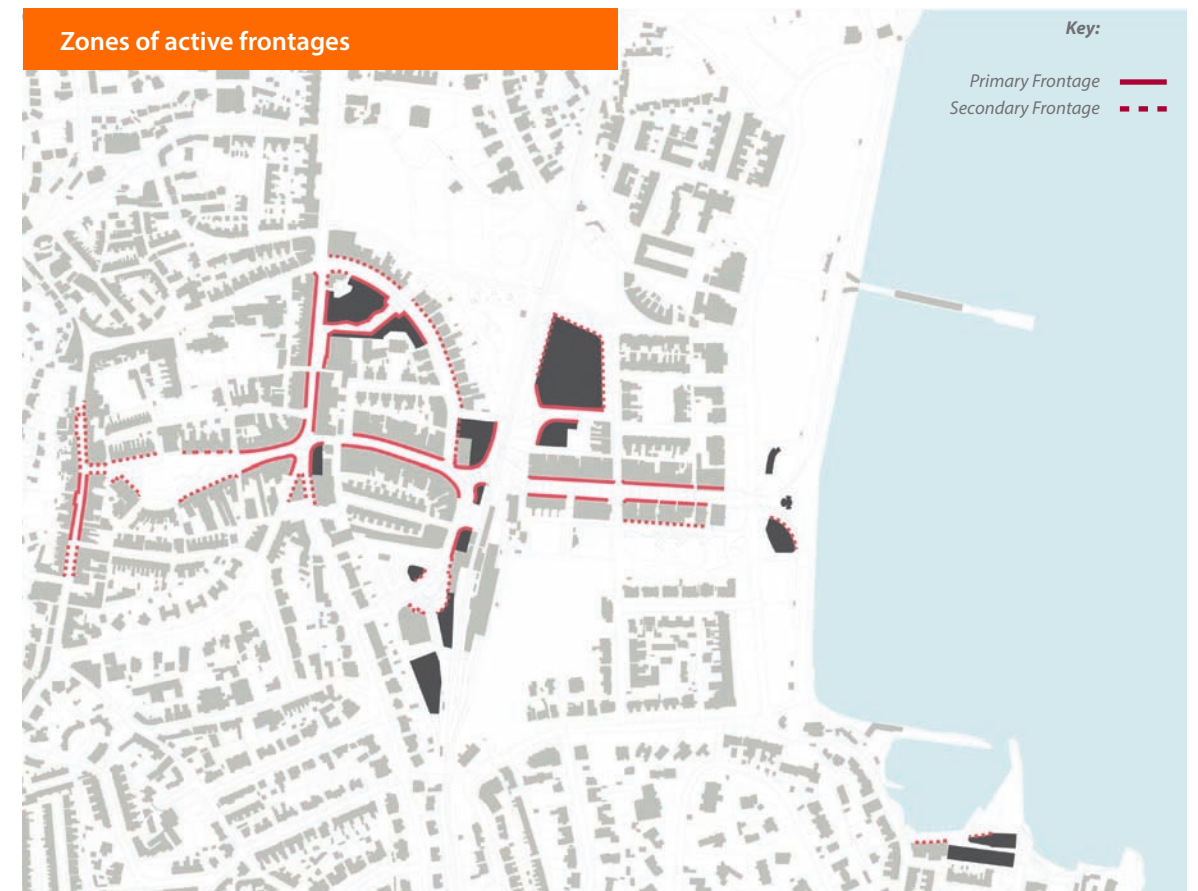 Zones of active frontages
Key:
Primary Frontage
Secondary Frontage